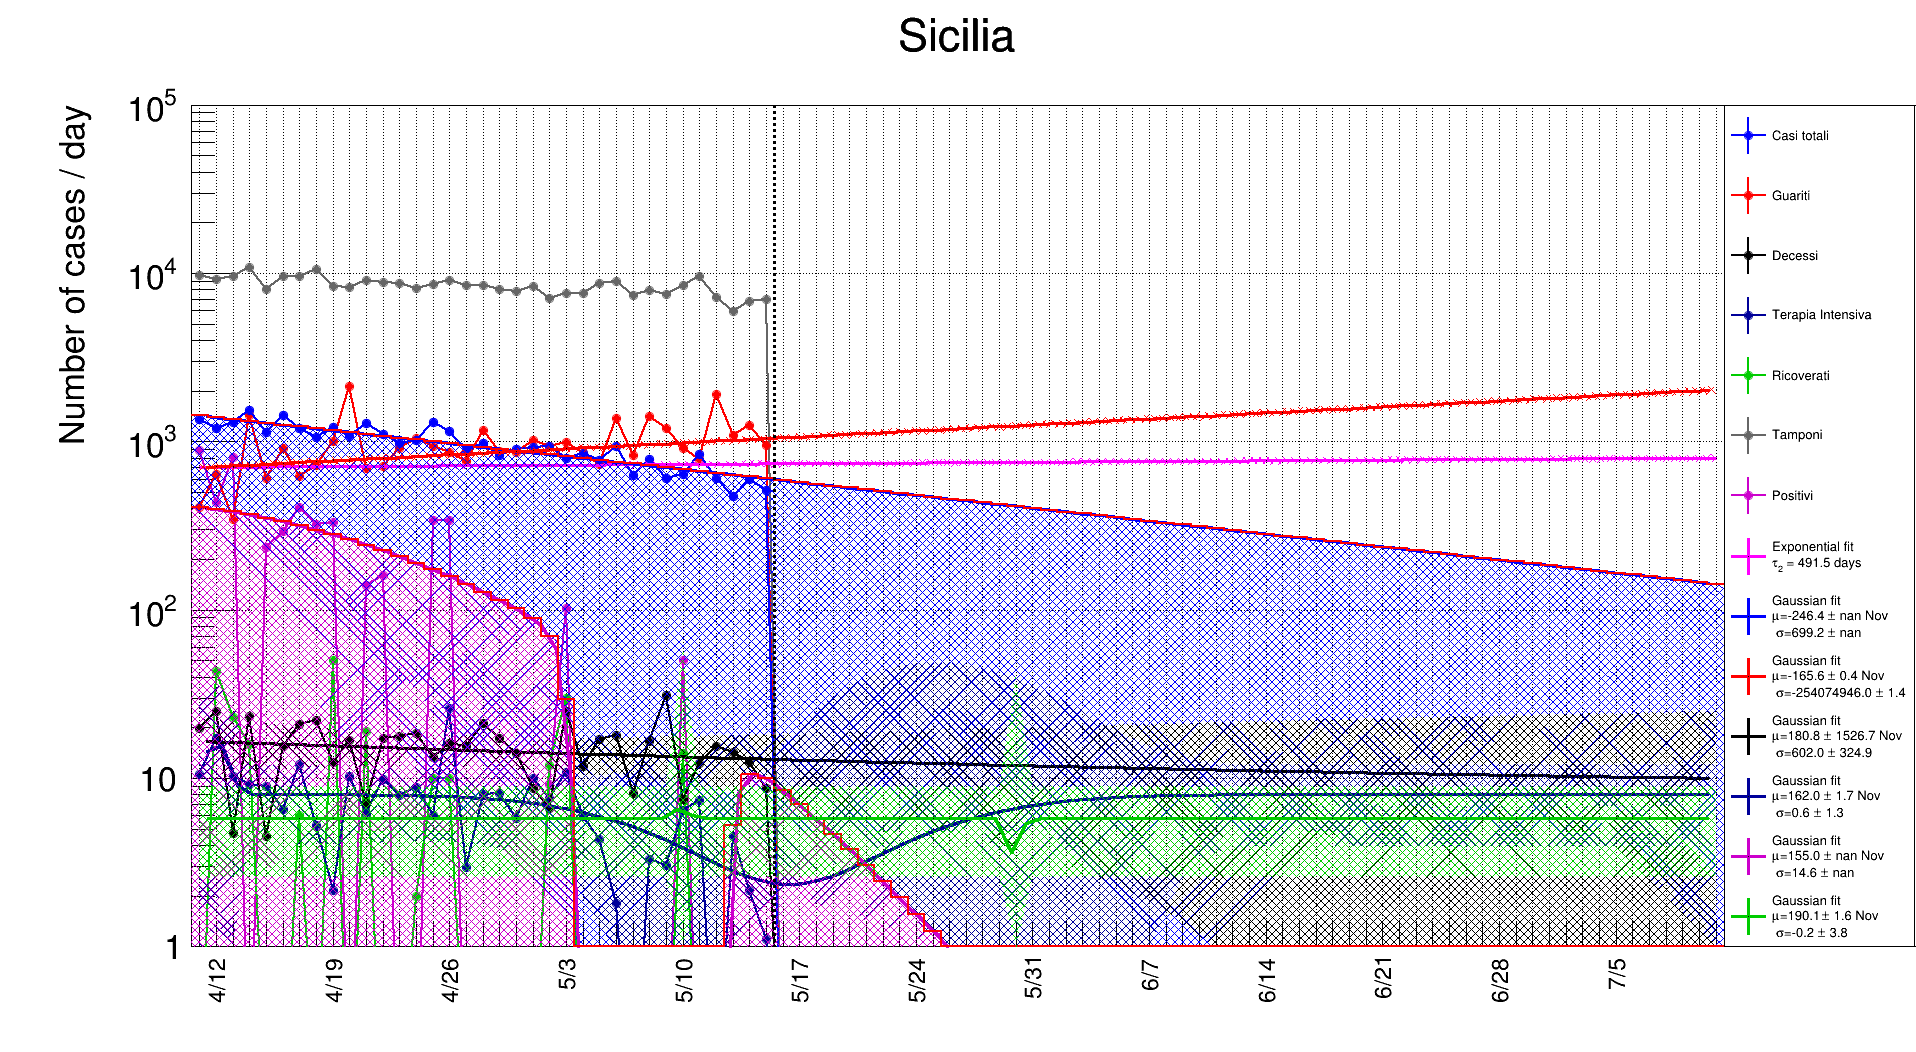 Sicilia
Number of cases / day
10^5
10^4
10^3
10^2
10
1
4/12
4/19
4/26
5/3
5/10
5/17
5/24
5/31
6/7
6/14
6/21
6/28
7/5
Casi totali
Guariti
Decessi
Terapia Intensiva
Ricoverati
Tamponi
Positivi
Exponential fit
τ₂ = 491.5 days
Gaussian fit
μ=-246.4 ± nan Nov
σ=699.2 ± nan
Gaussian fit
μ=-165.6 ± 0.4 Nov
σ=-254074946.0 ± 1.4
Gaussian fit
μ=180.8 ± 1526.7 Nov
σ=602.0 ± 324.9
Gaussian fit
μ=162.0 ± 1.7 Nov
σ=0.6 ± 1.3
Gaussian fit
μ=155.0 ± nan Nov
σ=14.6 ± nan
Gaussian fit
μ=190.1 ± 1.6 Nov
σ=-0.2 ± 3.8